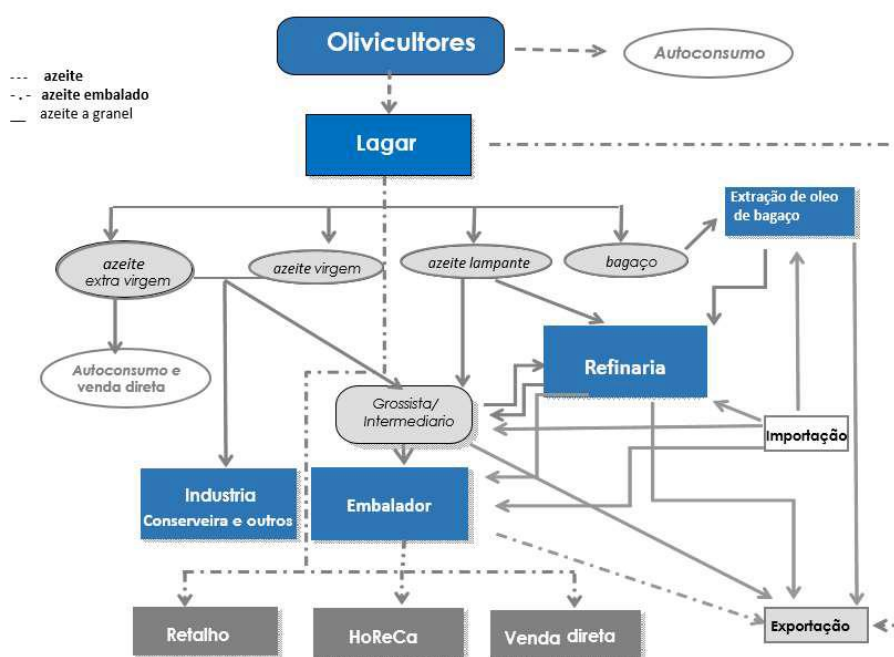 Olivicultores
Autoconsumo
--- azeite
-.- azeite embalado
__ azeite a granel
Lagar
Extração de oleo
de bagaço
azeite
extra virgem
azeite virgem
azeite lampante
bagaço
Autoconsumo e
venda direta
Refinaria
Grossista/
Intermediario
Importação
Industria
Conserveira e outros
Embalador
Retalho
HoReCa
Venda direta
Exportação